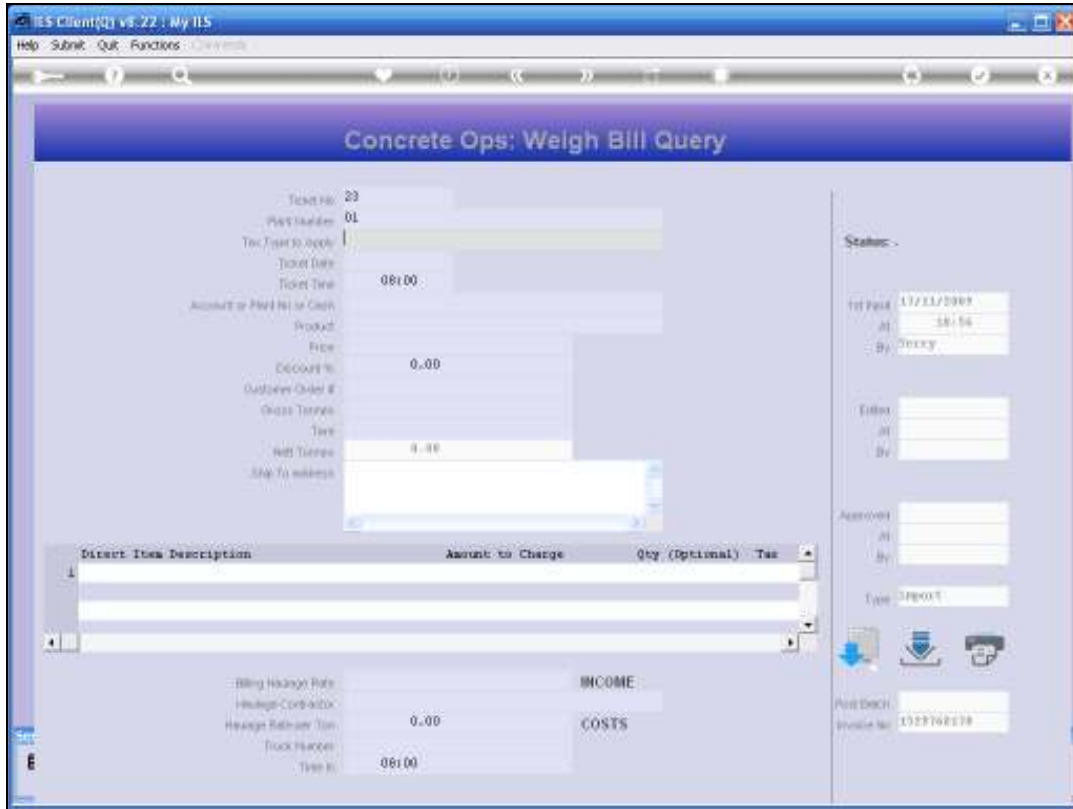 IES Client(Q) v8.22 : My IES
Help Submit Quit Functions
Concrete Ops: Weigh Bill Query
Ticket No 23
Plant Number 01
Tax Type to Apply
Ticket Date
Ticket Time 08:00
Account or Plant No or Cash
Product
Price
Discount % 0.00
Customer Order #
Gross Tonnes
Tare
Nett Tonnes 0.00
Ship To Address
Direct Item Description Amount to Charge Qty (Optional) Tax
1
Billing Haulage Rate INCOME
Haulage Contractor
Haulage Rate per Ton 0.00 COSTS
Truck Number
Time In 08:00
Status: -
1st Input 17/11/2009
At
By
Edited
At
By
Approved
At
By
Type Import
Post Batch
Invoice No